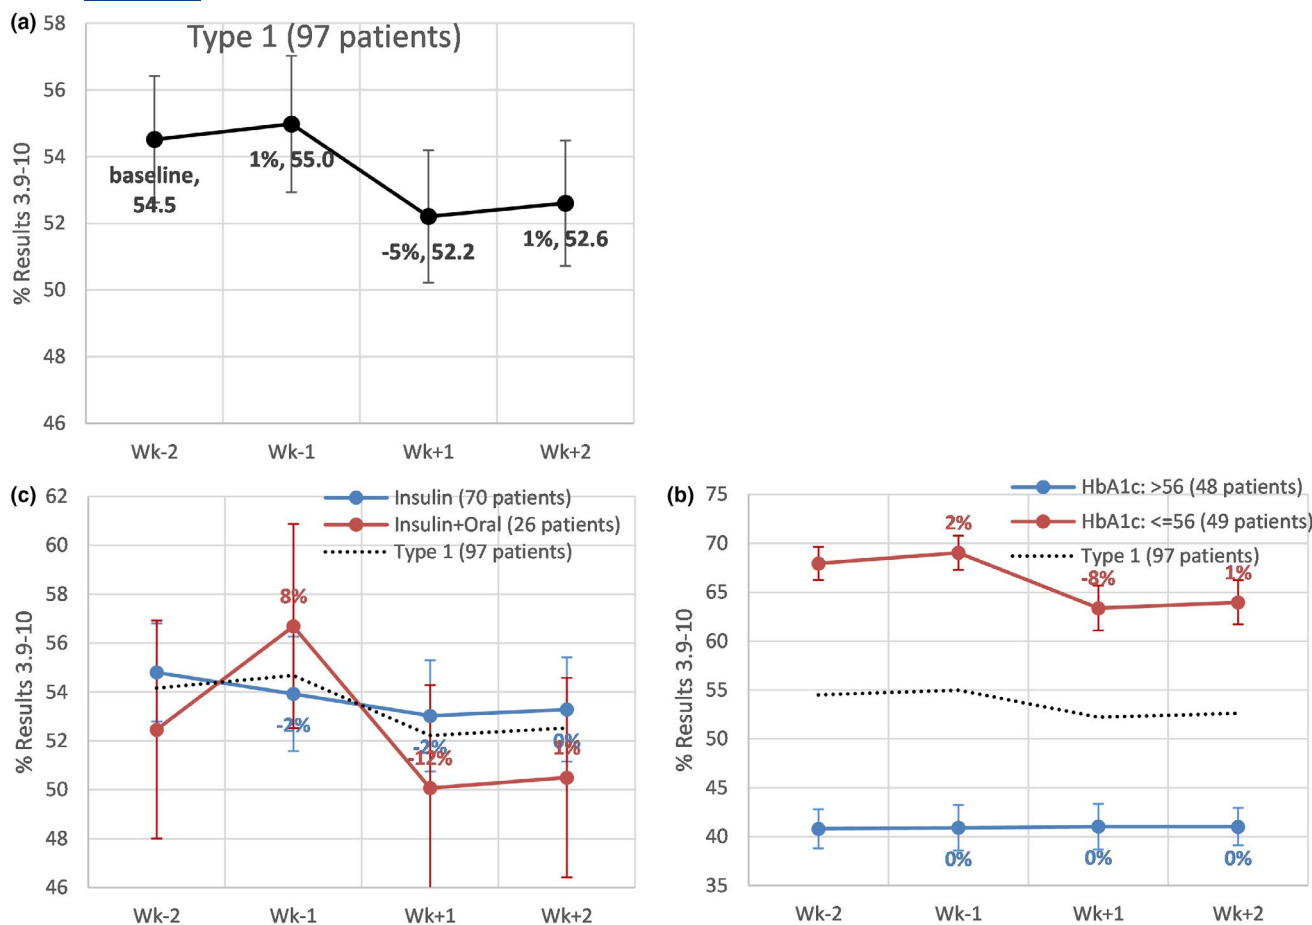 (a)
Type 1 (97 patients)
58
56
54
52
50
48
46
% Results 3.9-10
baseline,
54.5
1%, 55.0
-5%, 52.2
1%, 52.6
Wk-2
Wk-1
Wk+1
Wk+2
(c)
Insulin (70 patients)
Insulin+Oral (26 patients)
Type 1 (97 patients)
62
60
58
56
54
52
50
48
46
% Results 3.9-10
8%
-2%
-2%
-12%
0%
1%
Wk-2
Wk-1
Wk+1
Wk+2
(b)
HbA1c: >56 (48 patients)
HbA1c: <=56 (49 patients)
Type 1 (97 patients)
75
70
65
60
55
50
45
40
35
% Results 3.9-10
2%
-8%
1%
0%
0%
0%
Wk-2
Wk-1
Wk+1
Wk+2